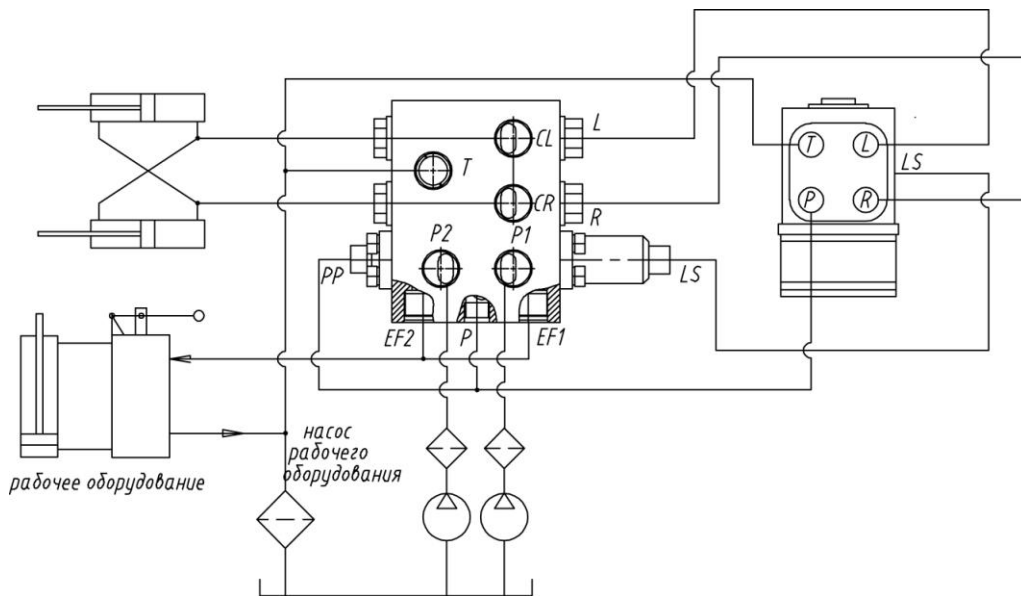 L
CL
T
T
L
LS
CR
R
P
R
P2
P1
PP
LS
EF2
P
EF1
насос
рабочего
оборудования
рабочее оборудование